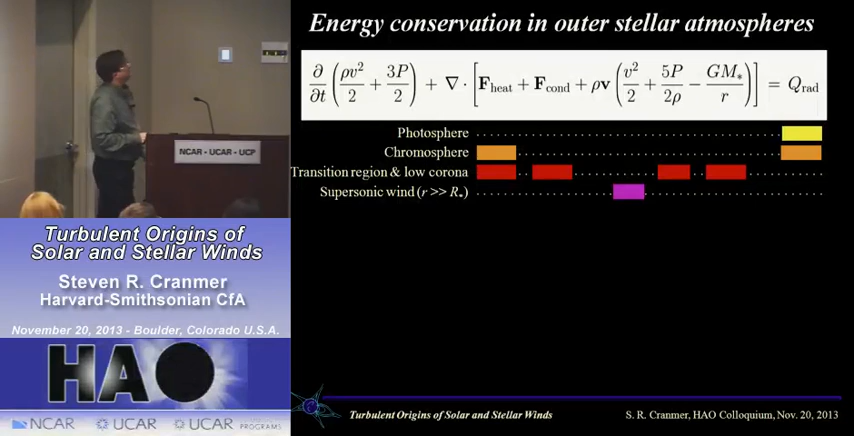 Energy conservation in outer stellar atmospheres
∂/∂t (ρv²/2 + 3P/2) + ∇ · [F_heat + F_cond + ρv (v²/2 + 5P/2ρ − GM_*/r)] = Q_rad
Photosphere
Chromosphere
Transition region & low corona
Supersonic wind (r >> R*)
NCAR - UCAR - UCP
Turbulent Origins of
Solar and Stellar Winds
Steven R. Cranmer
Harvard-Smithsonian CfA
November 20, 2013 - Boulder, Colorado U.S.A.
HAO
NCAR
UCAR
UCAR
PROGRAMS
Turbulent Origins of Solar and Stellar Winds
S. R. Cranmer, HAO Colloquium, Nov. 20, 2013